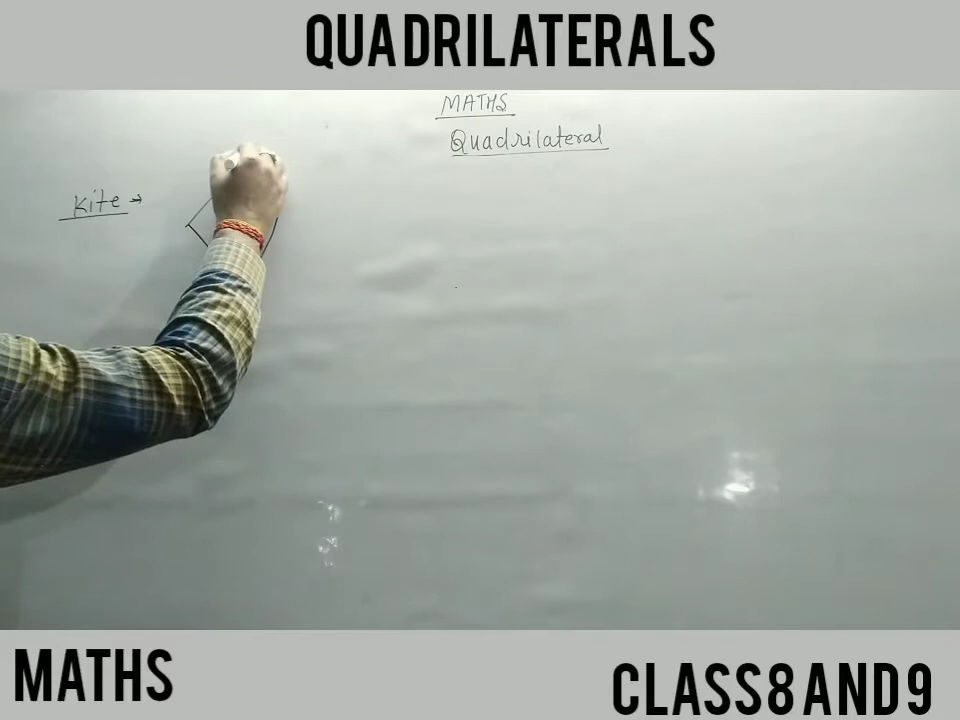 QUADRILATERALS
MATHS
Quadrilateral
Kite →
MATHS
CLASS 8 AND 9